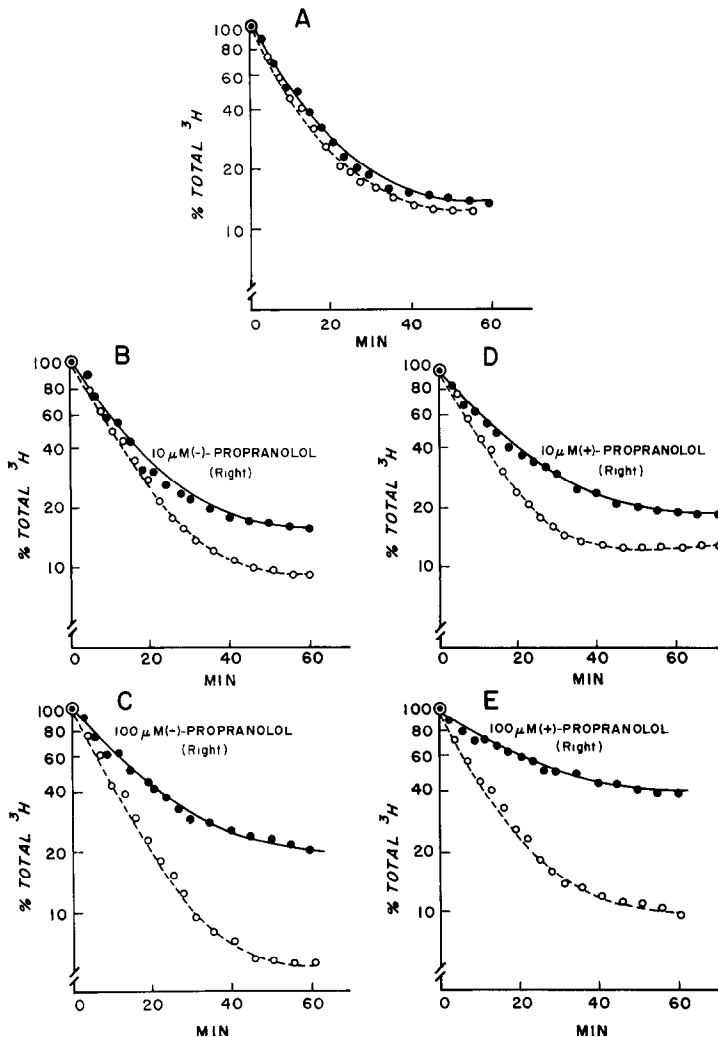 A
100
80
40
20
10
% TOTAL ³H
0 20 40 60
MIN
B
100
80
60
40
20
10
% TOTAL ³H
10 µM(-)-PROPRANOLOL
(Right)
0 20 40 60
MIN
D
100
80
60
40
20
10
% TOTAL ³H
10 µM(+)-PROPRANOLOL
(Right)
0 20 40 60
MIN
C
100
80
60
40
20
10
% TOTAL ³H
100 µM(-)-PROPRANOLOL
(Right)
0 20 40 60
MIN
E
100
80
60
40
20
10
% TOTAL ³H
100 µM(+)-PROPRANOLOL
(Right)
0 20 40 60
MIN